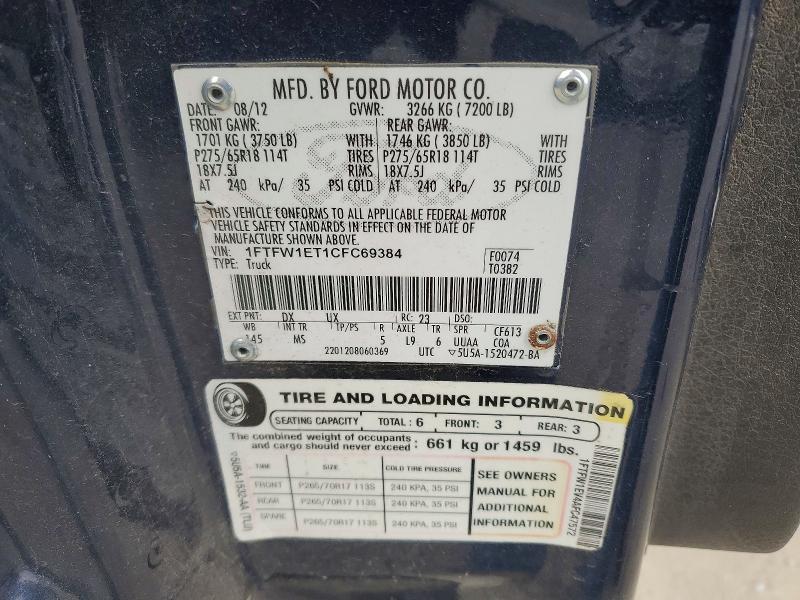 MFD. BY FORD MOTOR CO.
DATE: 08/12 GVWR: 3266 KG ( 7200 LB)
FRONT GAWR: REAR GAWR:
1701 KG ( 3750 LB) WITH 1746 KG ( 3850 LB) WITH
P275/65R18 114T TIRES P275/65R18 114T TIRES
18X7.5J RIMS 18X7.5J RIMS
AT 240 kPa/ 35 PSI COLD AT 240 kPa/ 35 PSI COLD
THIS VEHICLE CONFORMS TO ALL APPLICABLE FEDERAL MOTOR
VEHICLE SAFETY STANDARDS IN EFFECT ON THE DATE OF
MANUFACTURE SHOWN ABOVE.
VIN: 1FTFW1ET1CFC69384 F0074
TYPE: Truck T0382
EXT PNT: DX UX RC: 23 DSO:
WB INT TR TP/PS R AXLE TR SPR CF613
145 MS 5 L9 6 UUAA COA
2201208060369 UTC ▽5U5A-1520472-BA
TIRE AND LOADING INFORMATION
SEATING CAPACITY TOTAL: 6 FRONT: 3 REAR: 3
The combined weight of occupants and cargo should never exceed: 661 kg or 1459 lbs.
TIRE SIZE COLD TIRE PRESSURE
FRONT P265/70R17 113S 240 KPA, 35 PSI
REAR P265/70R17 113S 240 KPA, 35 PSI
SPARE P265/70R17 113S 240 KPA, 35 PSI
SEE OWNERS
MANUAL FOR
ADDITIONAL
INFORMATION